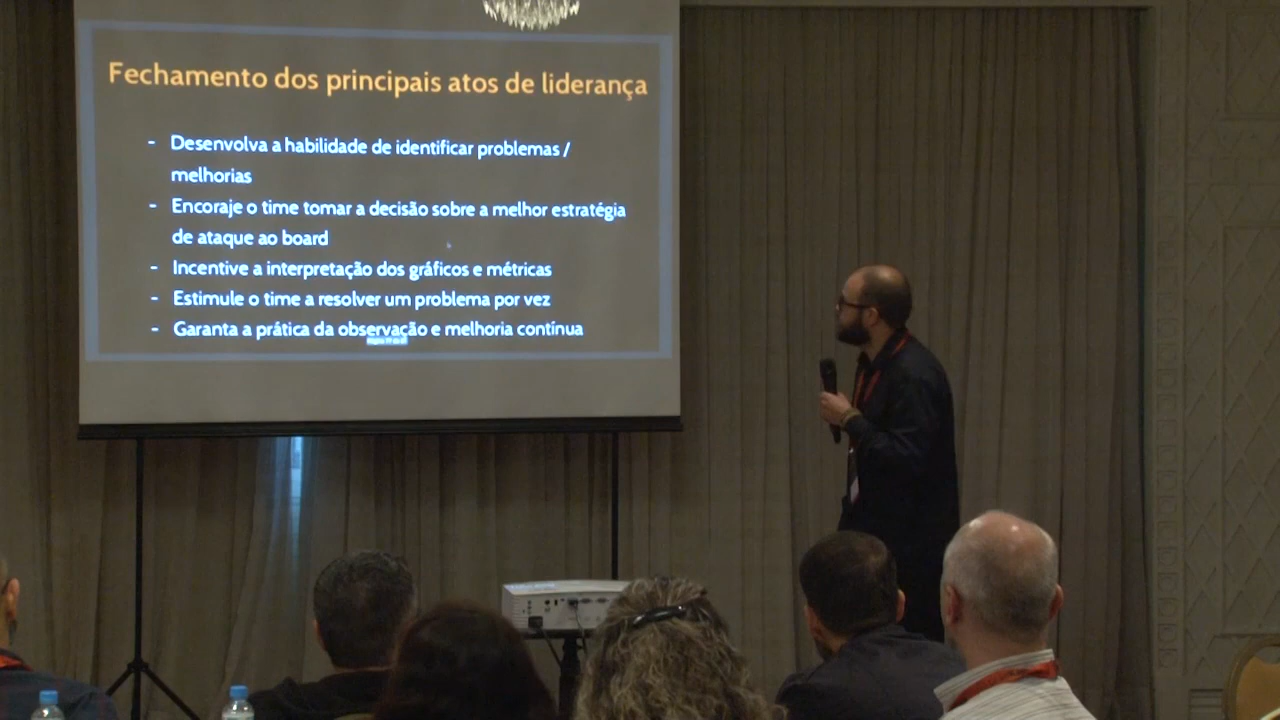 Fechamento dos principais atos de liderança
- Desenvolva a habilidade de identificar problemas /
melhorias
- Encoraje o time tomar a decisão sobre a melhor estratégia
de ataque ao board
- Incentive a interpretação dos gráficos e métricas
- Estimule o time a resolver um problema por vez
- Garanta a prática da observação e melhoria contínua